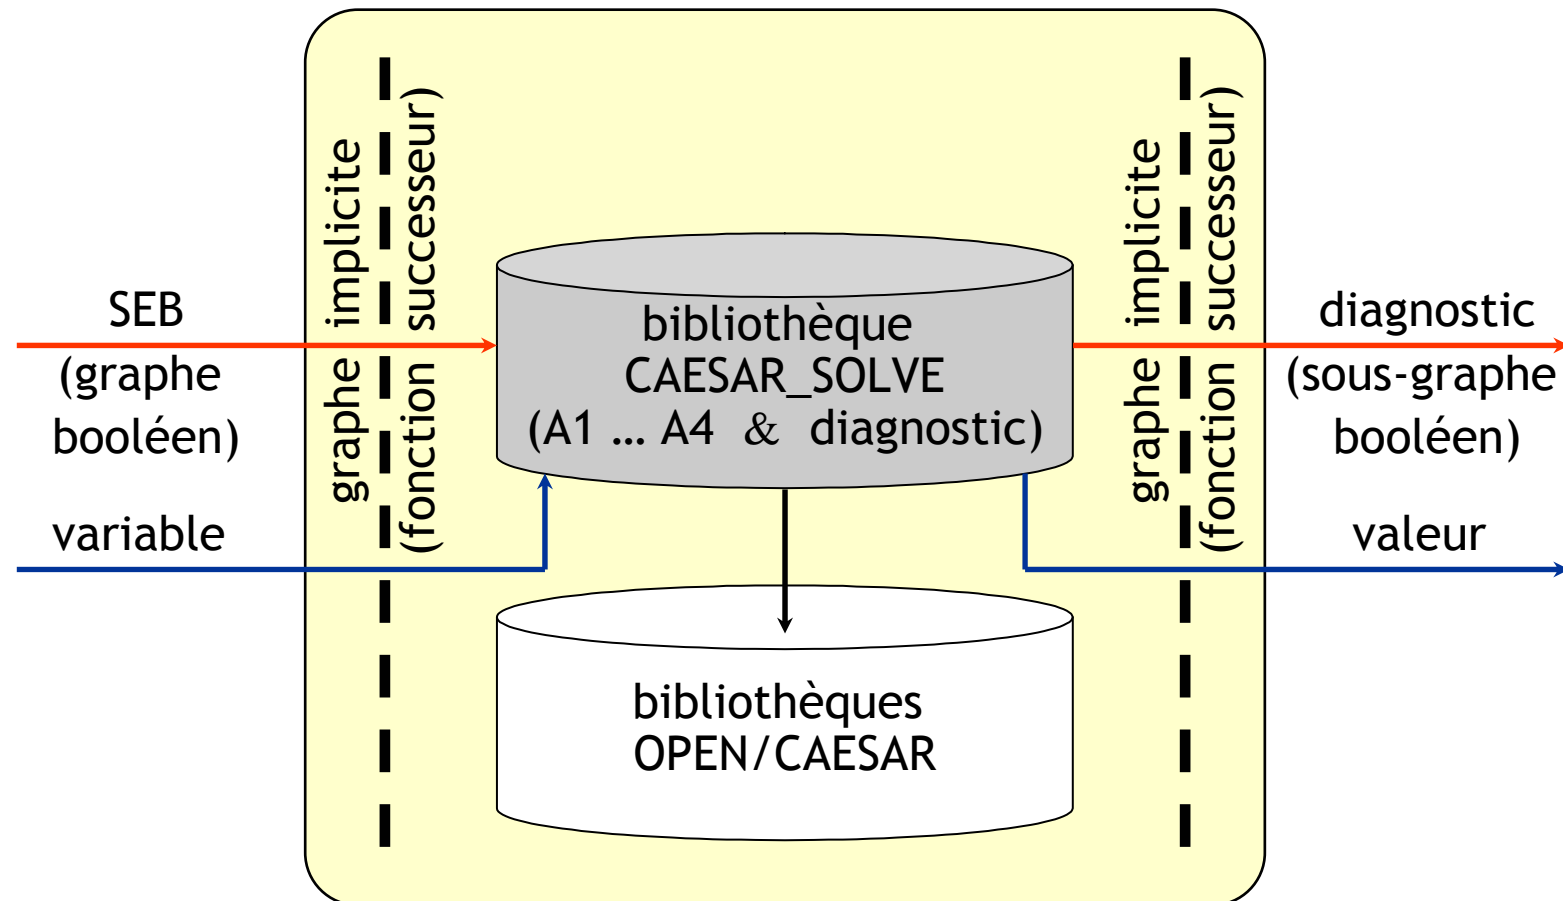 SEB
(graphe
booléen)
variable
graphe implicite
(fonction successeur)
bibliothèque
CAESAR_SOLVE
(A1 ... A4 & diagnostic)
bibliothèques
OPEN/CAESAR
graphe implicite
(fonction successeur)
diagnostic
(sous-graphe
booléen)
valeur